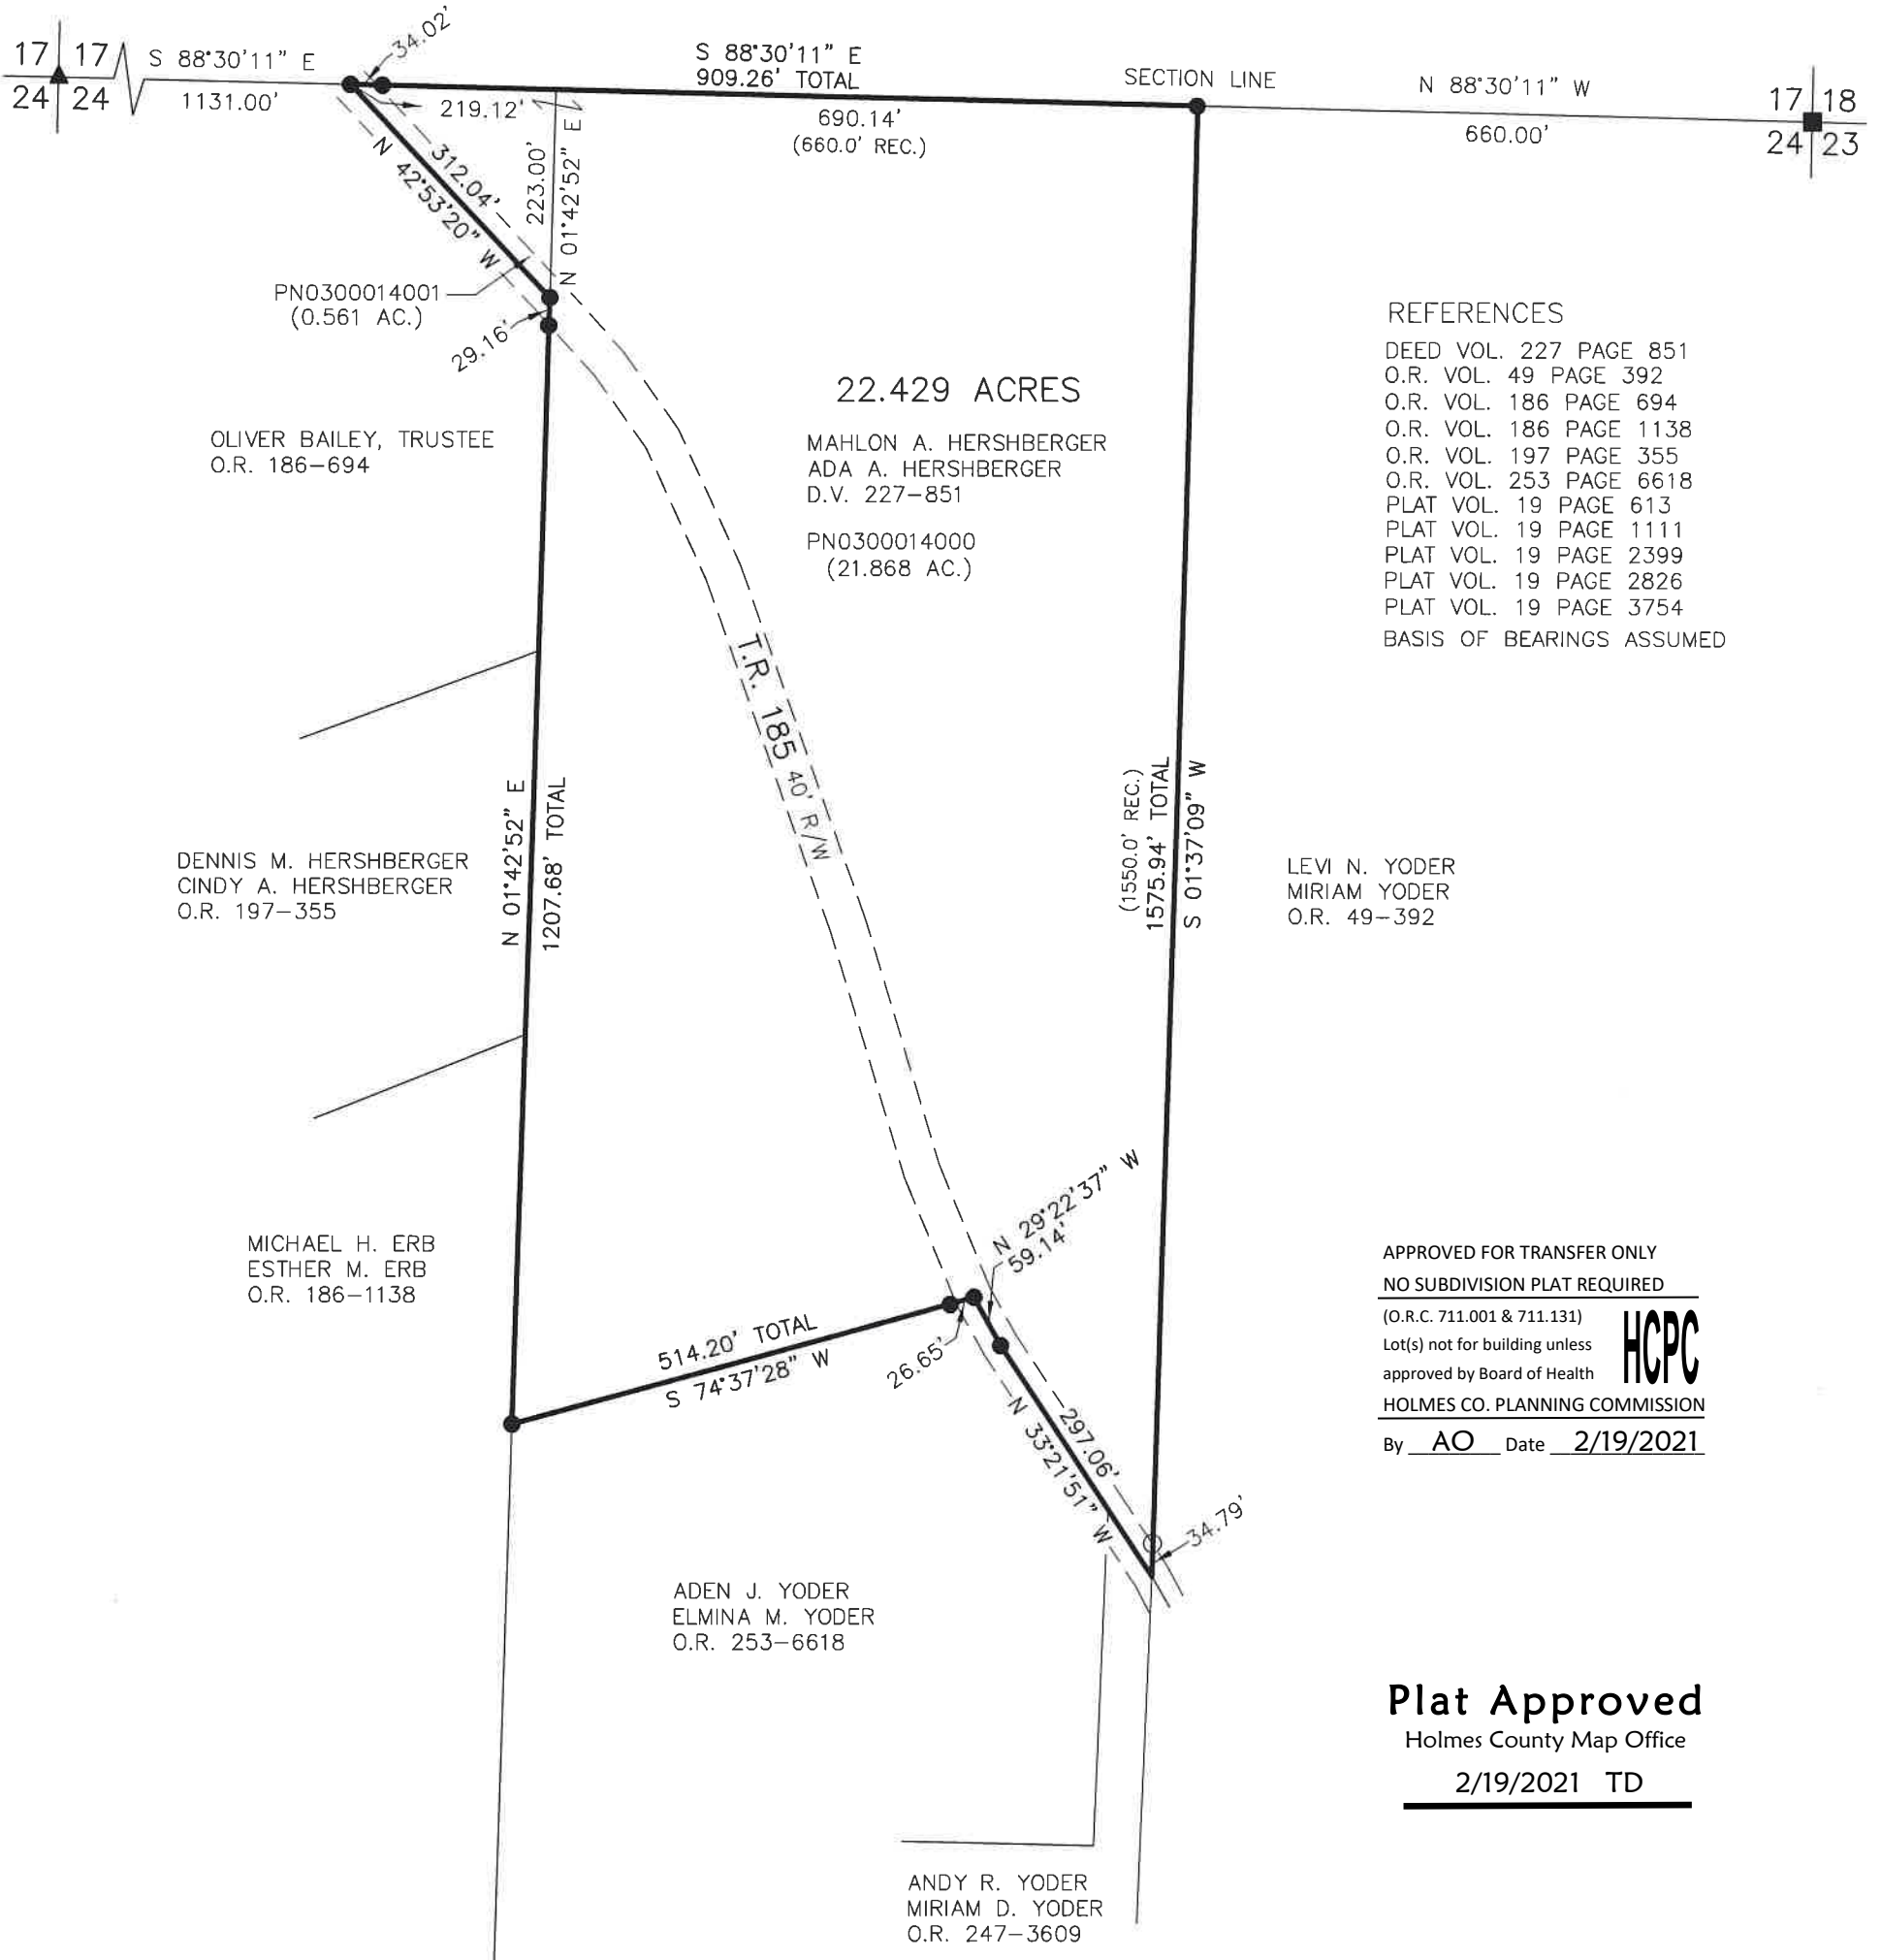 17 17
24 24
S 88°30'11" E
1131.00'
34.02'
S 88°30'11" E
909.26' TOTAL
SECTION LINE
N 88°30'11" W
660.00'
17 18
24 23
219.12'
690.14'
(660.0' REC.)
312.04'
N 42°53'20" W
223.00'
N 01°42'52" E
PN0300014001
(0.561 AC.)
29.16'
REFERENCES
DEED VOL. 227 PAGE 851
O.R. VOL. 49 PAGE 392
O.R. VOL. 186 PAGE 694
O.R. VOL. 186 PAGE 1138
O.R. VOL. 197 PAGE 355
O.R. VOL. 253 PAGE 6618
PLAT VOL. 19 PAGE 613
PLAT VOL. 19 PAGE 1111
PLAT VOL. 19 PAGE 2399
PLAT VOL. 19 PAGE 2826
PLAT VOL. 19 PAGE 3754
BASIS OF BEARINGS ASSUMED
22.429 ACRES
MAHLON A. HERSHBERGER
ADA A. HERSHBERGER
D.V. 227-851
PN0300014000
(21.868 AC.)
OLIVER BAILEY, TRUSTEE
O.R. 186-694
T.R. 185 40' R/W
N 01°42'52" E
1207.68' TOTAL
(1550.0' REC.)
1575.94' TOTAL
S 01°37'09" W
DENNIS M. HERSHBERGER
CINDY A. HERSHBERGER
O.R. 197-355
LEVI N. YODER
MIRIAM YODER
O.R. 49-392
MICHAEL H. ERB
ESTHER M. ERB
O.R. 186-1138
N 29°22'37" W
59.14'
514.20' TOTAL
S 74°37'28" W
26.65'
297.06'
N 33°21'51" W
34.79'
APPROVED FOR TRANSFER ONLY
NO SUBDIVISION PLAT REQUIRED
(O.R.C. 711.001 & 711.131)
Lot(s) not for building unless
approved by Board of Health
HCPC
HOLMES CO. PLANNING COMMISSION
By AO Date 2/19/2021
ADEN J. YODER
ELMINA M. YODER
O.R. 253-6618
Plat Approved
Holmes County Map Office
2/19/2021 TD
ANDY R. YODER
MIRIAM D. YODER
O.R. 247-3609